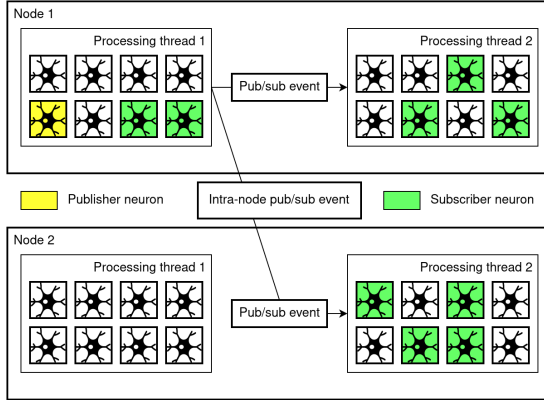 Node 1
Processing thread 1
Processing thread 2
Pub/sub event
Publisher neuron
Intra-node pub/sub event
Subscriber neuron
Node 2
Processing thread 1
Processing thread 2
Pub/sub event